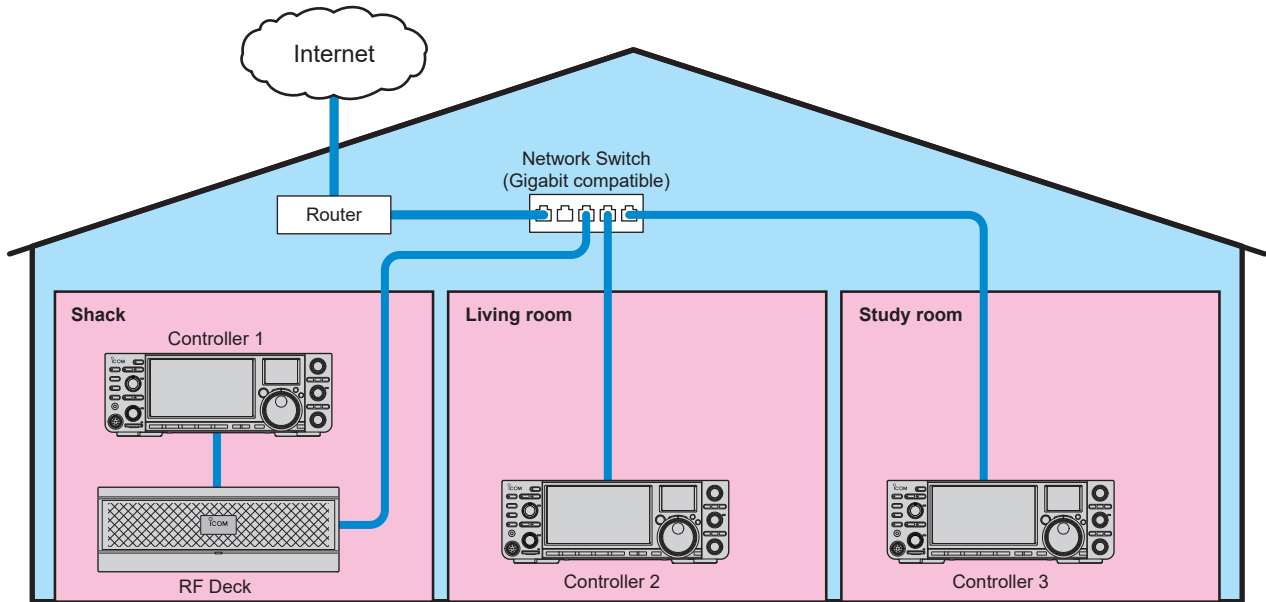 Internet
Network Switch
(Gigabit compatible)
Router
Shack
Living room
Study room
Controller 1
ICOM
ICOM
RF Deck
ICOM
Controller 2
ICOM
Controller 3